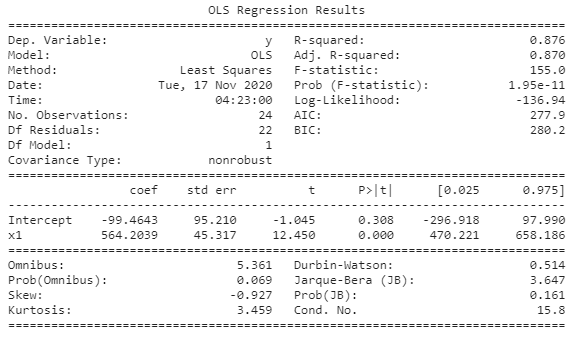 OLS Regression Results
==============================================================================
Dep. Variable: y R-squared: 0.876
Model: OLS Adj. R-squared: 0.870
Method: Least Squares F-statistic: 155.0
Date: Tue, 17 Nov 2020 Prob (F-statistic): 1.95e-11
Time: 04:23:00 Log-Likelihood: -136.94
No. Observations: 24 AIC: 277.9
Df Residuals: 22 BIC: 280.2
Df Model: 1
Covariance Type: nonrobust
==============================================================================
coef std err t P>|t| [0.025 0.975]
------------------------------------------------------------------------------
Intercept -99.4643 95.210 -1.045 0.308 -296.918 97.990
x1 564.2039 45.317 12.450 0.000 470.221 658.186
==============================================================================
Omnibus: 5.361 Durbin-Watson: 0.514
Prob(Omnibus): 0.069 Jarque-Bera (JB): 3.647
Skew: -0.927 Prob(JB): 0.161
Kurtosis: 3.459 Cond. No. 15.8
==============================================================================